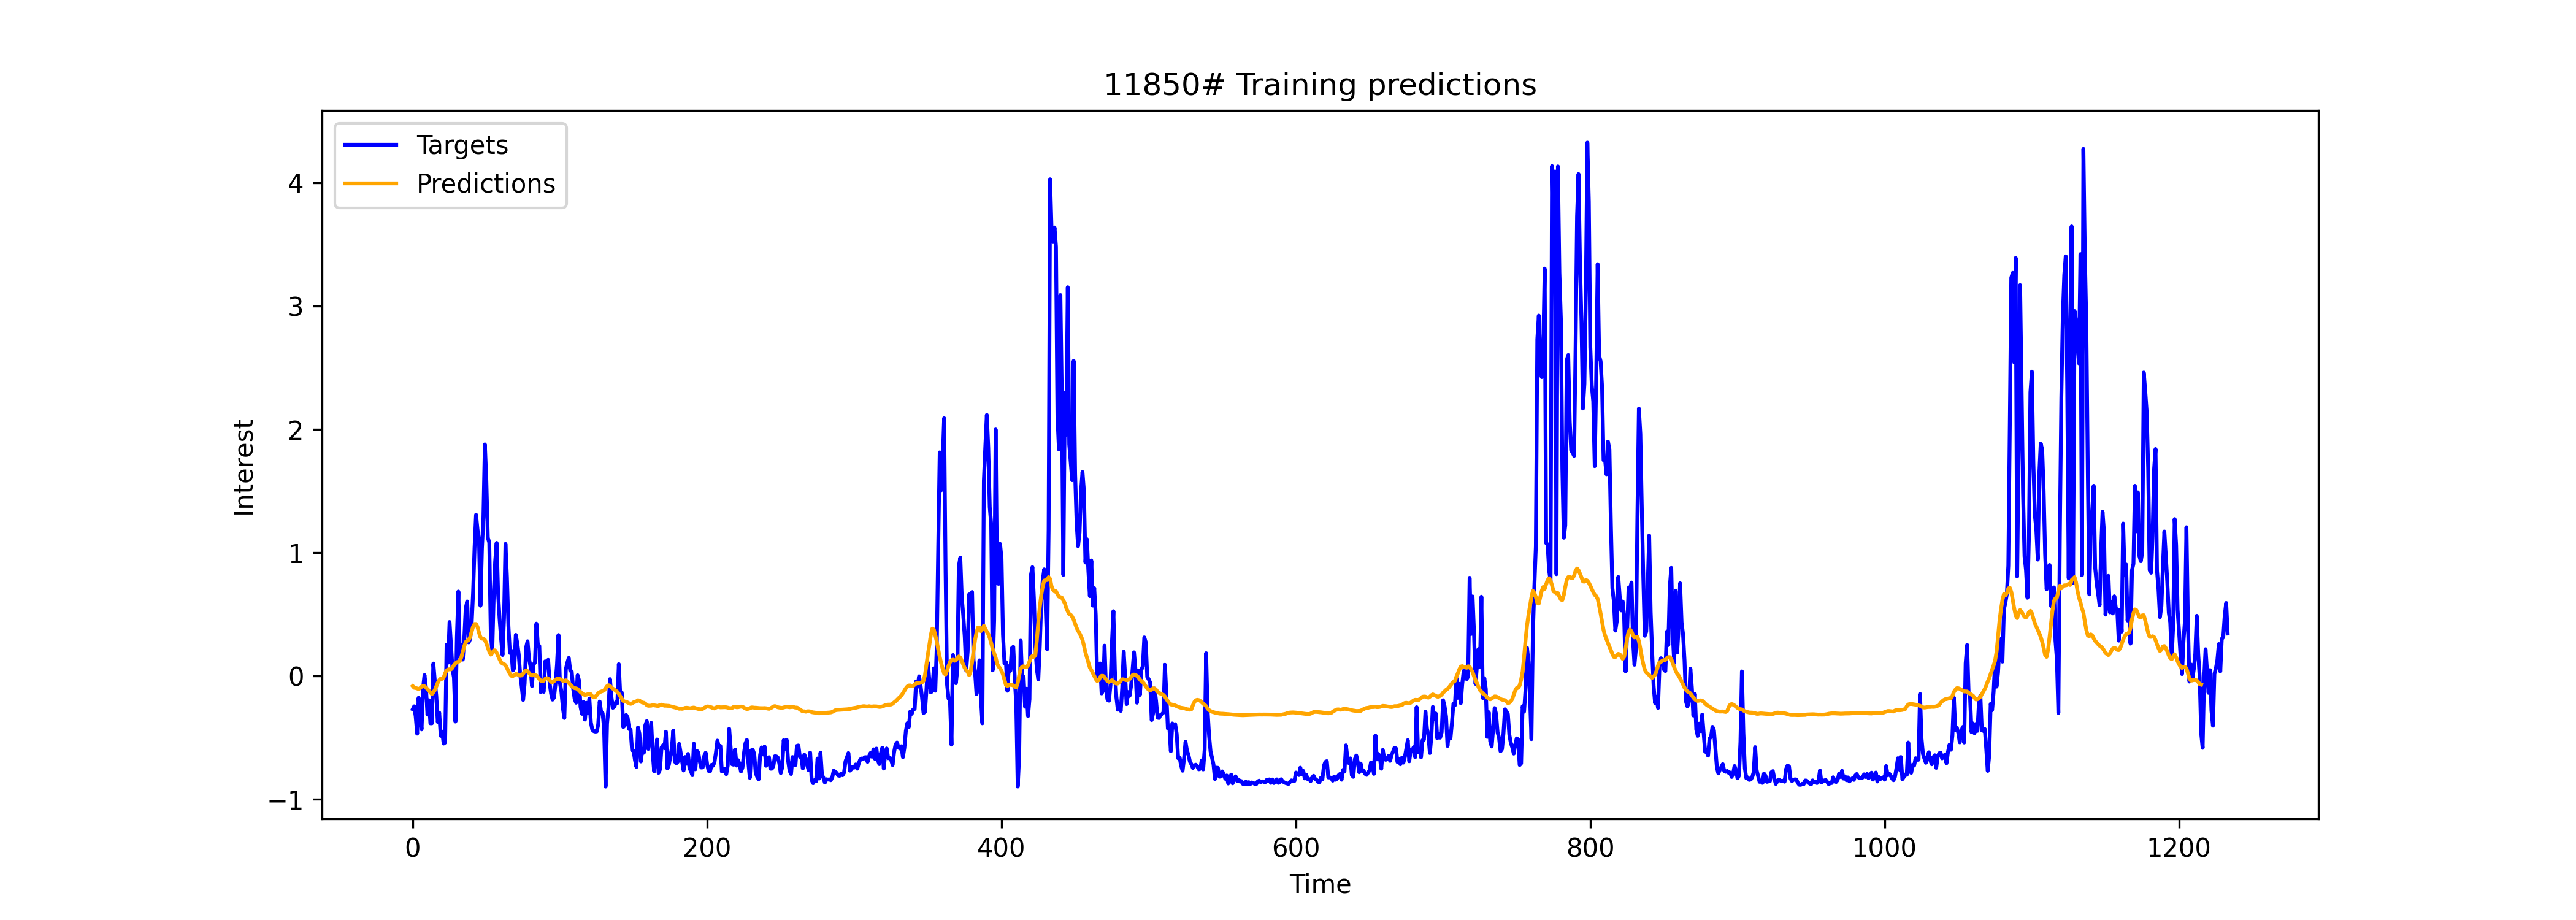 11850# Training predictions
Targets
Predictions
Interest
4
3
2
1
0
−1
0 200 400 600 800 1000 1200
Time